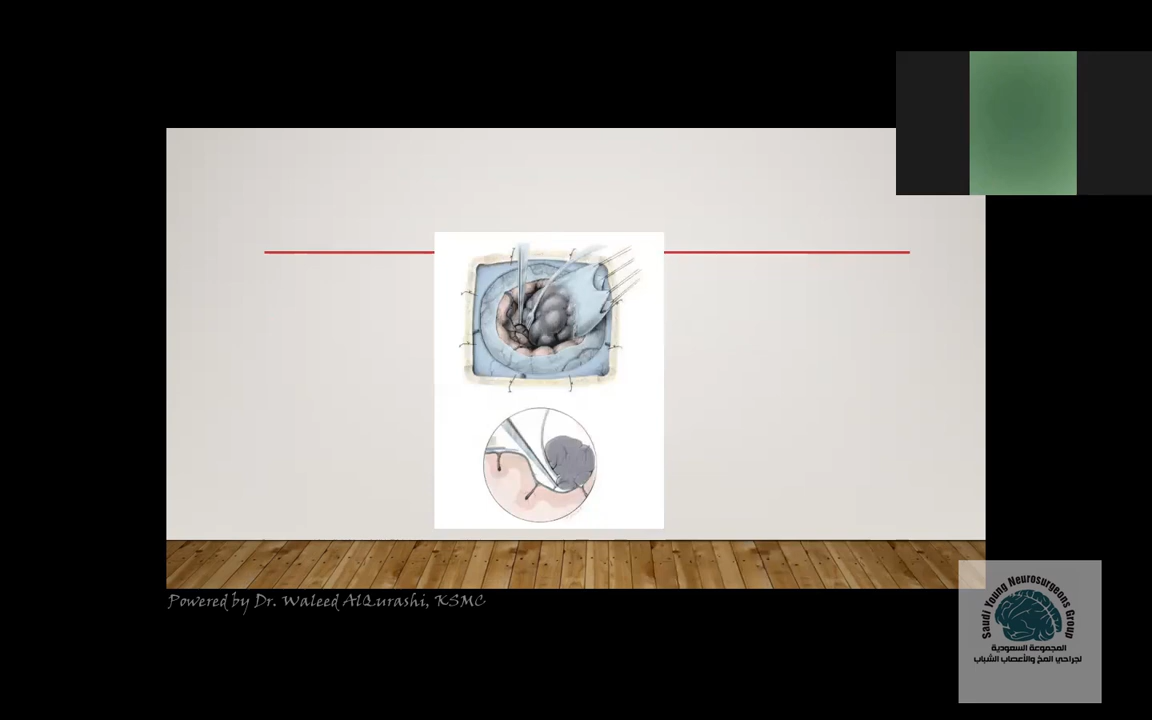 Powered by Dr. Waleed AlQurashi, KSMC
Saudi Young Neurosurgeons Group
المجموعة السعودية
لجراحي المخ والأعصاب الشباب